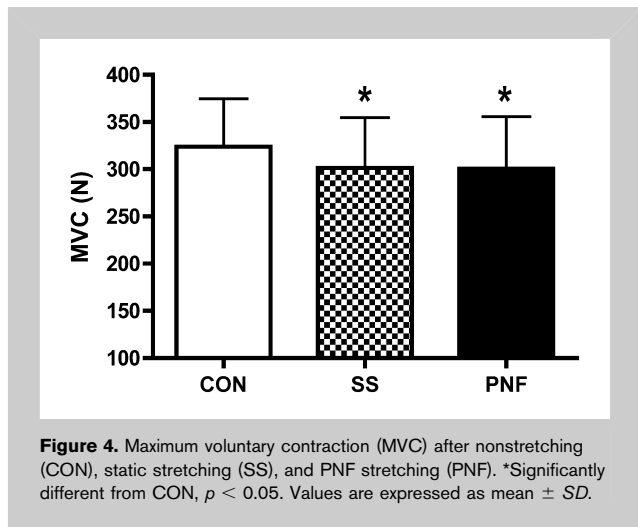 400
350
300
250
200
150
100
MVC (N)
*
*
CON SS PNF
Figure 4. Maximum voluntary contraction (MVC) after nonstretching
(CON), static stretching (SS), and PNF stretching (PNF). *Significantly
different from CON, p < 0.05. Values are expressed as mean ± SD.